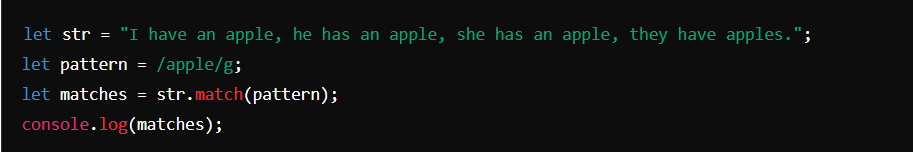 let str = "I have an apple, he has an apple, she has an apple, they have apples.";
let pattern = /apple/g;
let matches = str.match(pattern);
console.log(matches);